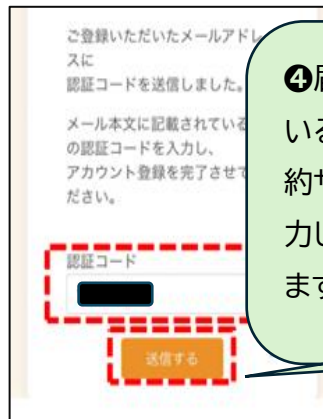 ご登録いただいたメールアドレ
スに
認証コードを送信しました。
メール本文に記載されている
の認証コードを入力し、
アカウント登録を完了させて
ださい。
認証コード
送信する
❹届
いる
約サ
力し
ます